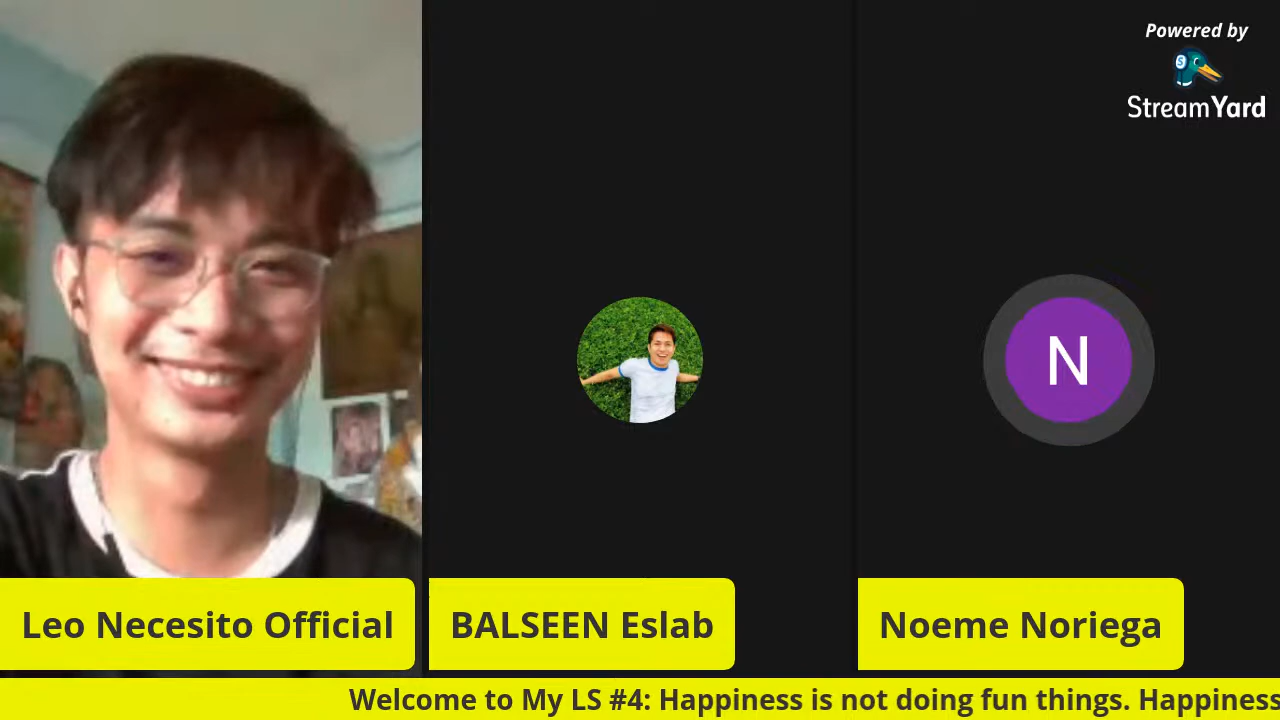 Powered by
StreamYard
N
Leo Necesito Official
BALSEEN Eslab
Noeme Noriega
Welcome to My LS #4: Happiness is not doing fun things. Happiness